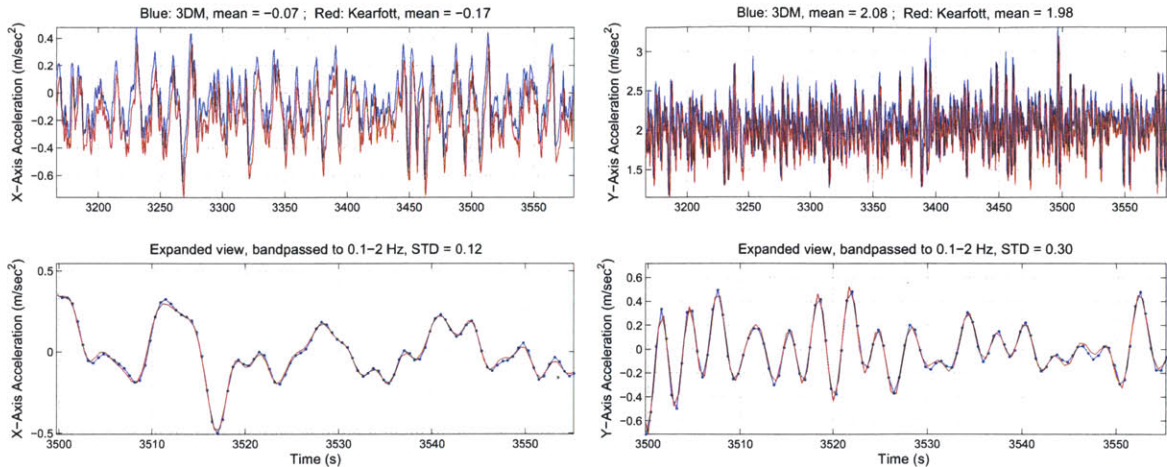 Blue: 3DM, mean = −0.07 ; Red: Kearfott, mean = −0.17
X−Axis Acceleration (m/sec²)
0.4
0.2
0
−0.2
−0.4
−0.6
3200 3250 3300 3350 3400 3450 3500 3550
Blue: 3DM, mean = 2.08 ; Red: Kearfott, mean = 1.98
Y−Axis Acceleration (m/sec²)
3
2.5
2
1.5
3200 3250 3300 3350 3400 3450 3500 3550
Expanded view, bandpassed to 0.1−2 Hz, STD = 0.12
X−Axis Acceleration (m/sec²)
0.5
0
−0.5
3500 3510 3520 3530 3540 3550
Time (s)
Expanded view, bandpassed to 0.1−2 Hz, STD = 0.30
Y−Axis Acceleration (m/sec²)
0.6
0.4
0.2
0
−0.2
−0.4
−0.6
3500 3510 3520 3530 3540 3550
Time (s)